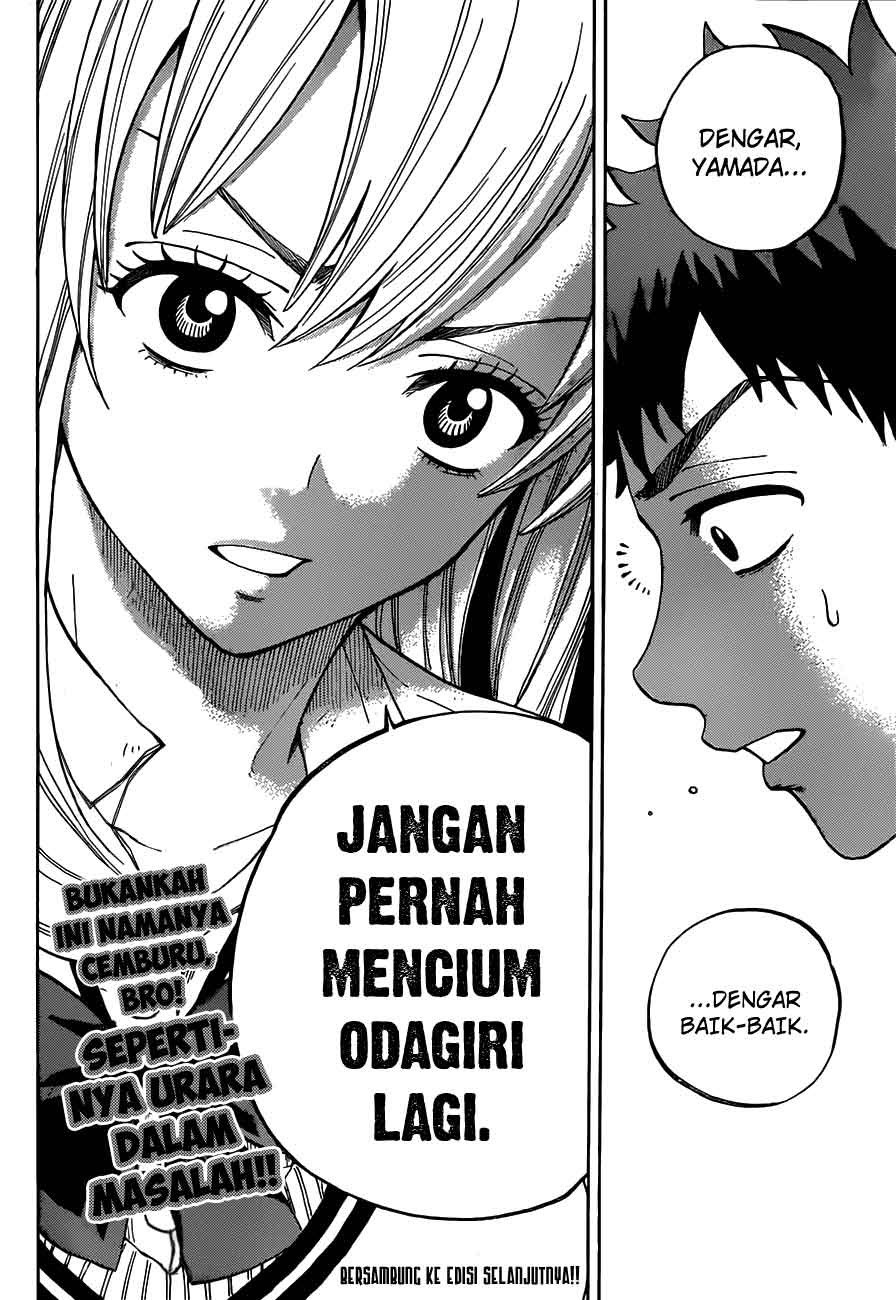 DENGAR,
YAMADA...
...DENGAR
BAIK-BAIK.
JANGAN
PERNAH
MENCIUM
ODAGIRI
LAGI.
BUKANKAH
INI NAMANYA
CEMBURU,
BRO!
SEPERTI-
NYA URARA
DALAM
MASALAH!!
BERSAMBUNG KE EDISI SELANJUTNYA!!